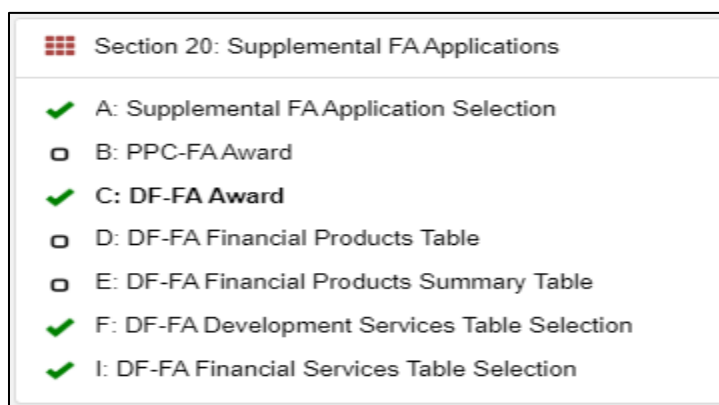 Section 20: Supplemental FA Applications
A: Supplemental FA Application Selection
B: PPC-FA Award
C: DF-FA Award
D: DF-FA Financial Products Table
E: DF-FA Financial Products Summary Table
F: DF-FA Development Services Table Selection
I: DF-FA Financial Services Table Selection